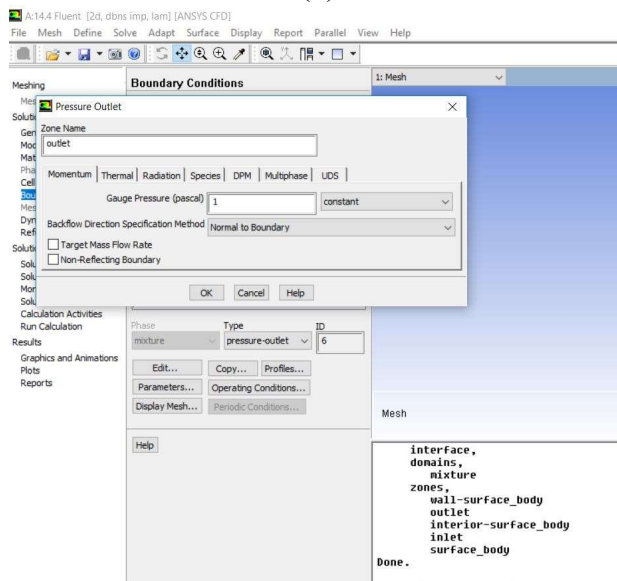 A:14.4 Fluent [2d, dbns imp, lam] [ANSYS CFD]
File Mesh Define Solve Adapt Surface Display Report Parallel View Help
Meshing
Solution
General
Boundary Conditions
1: Mesh
Pressure Outlet
Zone Name
outlet
Momentum Thermal Radiation Species DPM Multiphase UDS
Gauge Pressure (pascal) 1 constant
Backflow Direction Specification Method Normal to Boundary
Target Mass Flow Rate
Non-Reflecting Boundary
OK Cancel Help
Calculation Activities
Run Calculation
Results
Graphics and Animations
Plots
Reports
Phase Type ID
mixture pressure-outlet 6
Edit... Copy... Profiles...
Parameters... Operating Conditions...
Display Mesh... Periodic Conditions...
Help
Mesh
interface,
domains,
mixture
zones,
wall-surface_body
outlet
interior-surface_body
inlet
surface_body
Done.